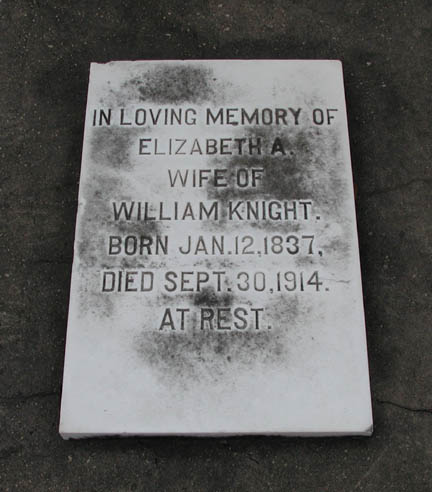 IN LOVING MEMORY OF
ELIZABETH A.
WIFE OF
WILLIAM KNIGHT.
BORN JAN.12,1837,
DIED SEPT.30,1914.
AT REST.